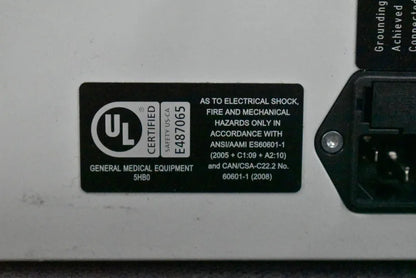 Grounding
Achieved
Connected
UL
CERTIFIED
SAFETY US-CA
E487065
GENERAL MEDICAL EQUIPMENT
5HB0
AS TO ELECTRICAL SHOCK,
FIRE AND MECHANICAL
HAZARDS ONLY IN
ACCORDANCE WITH
ANSI/AAMI ES60601-1
(2005 + C1:09 + A2:10)
and CAN/CSA-C22.2 No.
60601-1 (2008)